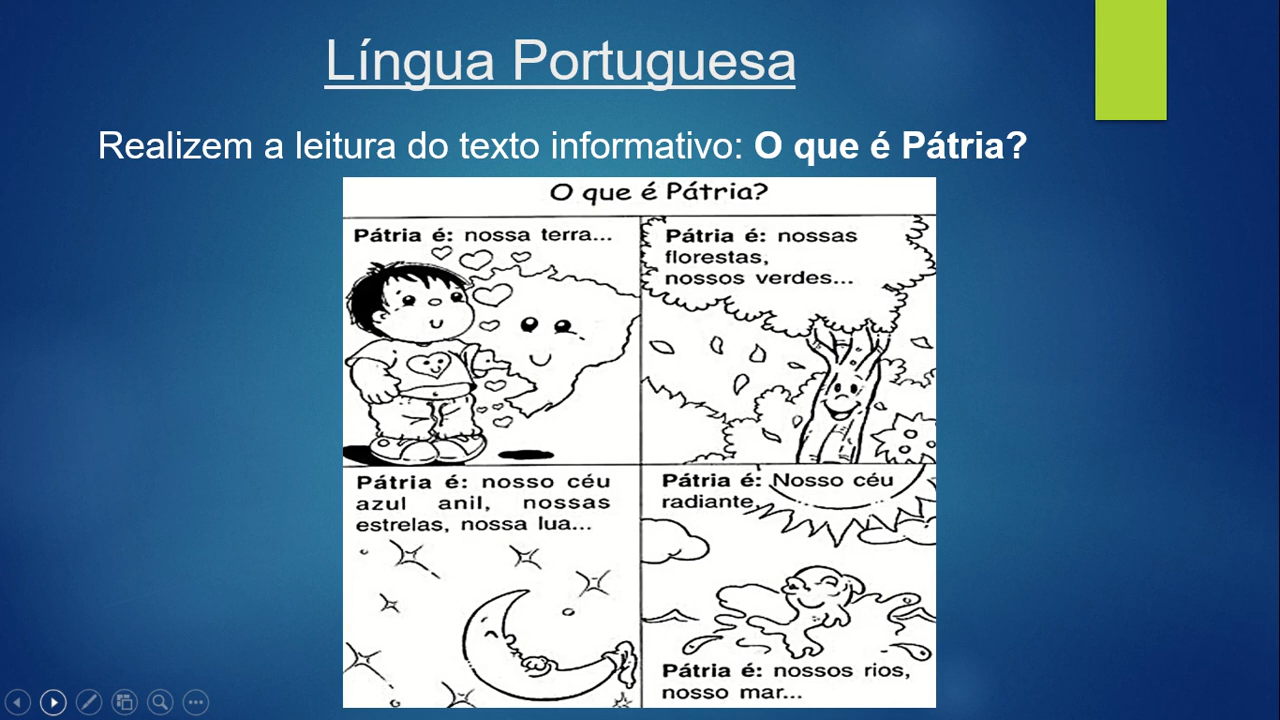 Língua Portuguesa
Realizem a leitura do texto informativo: O que é Pátria?
O que é Pátria?
Pátria é: nossa terra...
Pátria é: nossas
florestas,
nossos verdes...
Pátria é: nosso céu
azul anil, nossas
estrelas, nossa lua...
Pátria é: Nosso céu
radiante,
Pátria é: nossos rios,
nosso mar...